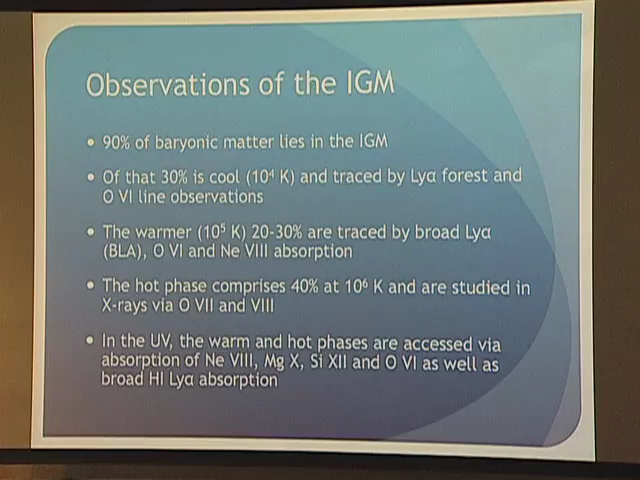 Observations of the IGM
• 90% of baryonic matter lies in the IGM
• Of that 30% is cool (10⁴ K) and traced by Lyα forest and
O VI line observations
• The warmer (10⁵ K) 20-30% are traced by broad Lyα
(BLA), O VI and Ne VIII absorption
• The hot phase comprises 40% at 10⁶ K and are studied in
X-rays via O VII and VIII
• In the UV, the warm and hot phases are accessed via
absorption of Ne VIII, Mg X, Si XII and O VI as well as
broad HI Lyα absorption